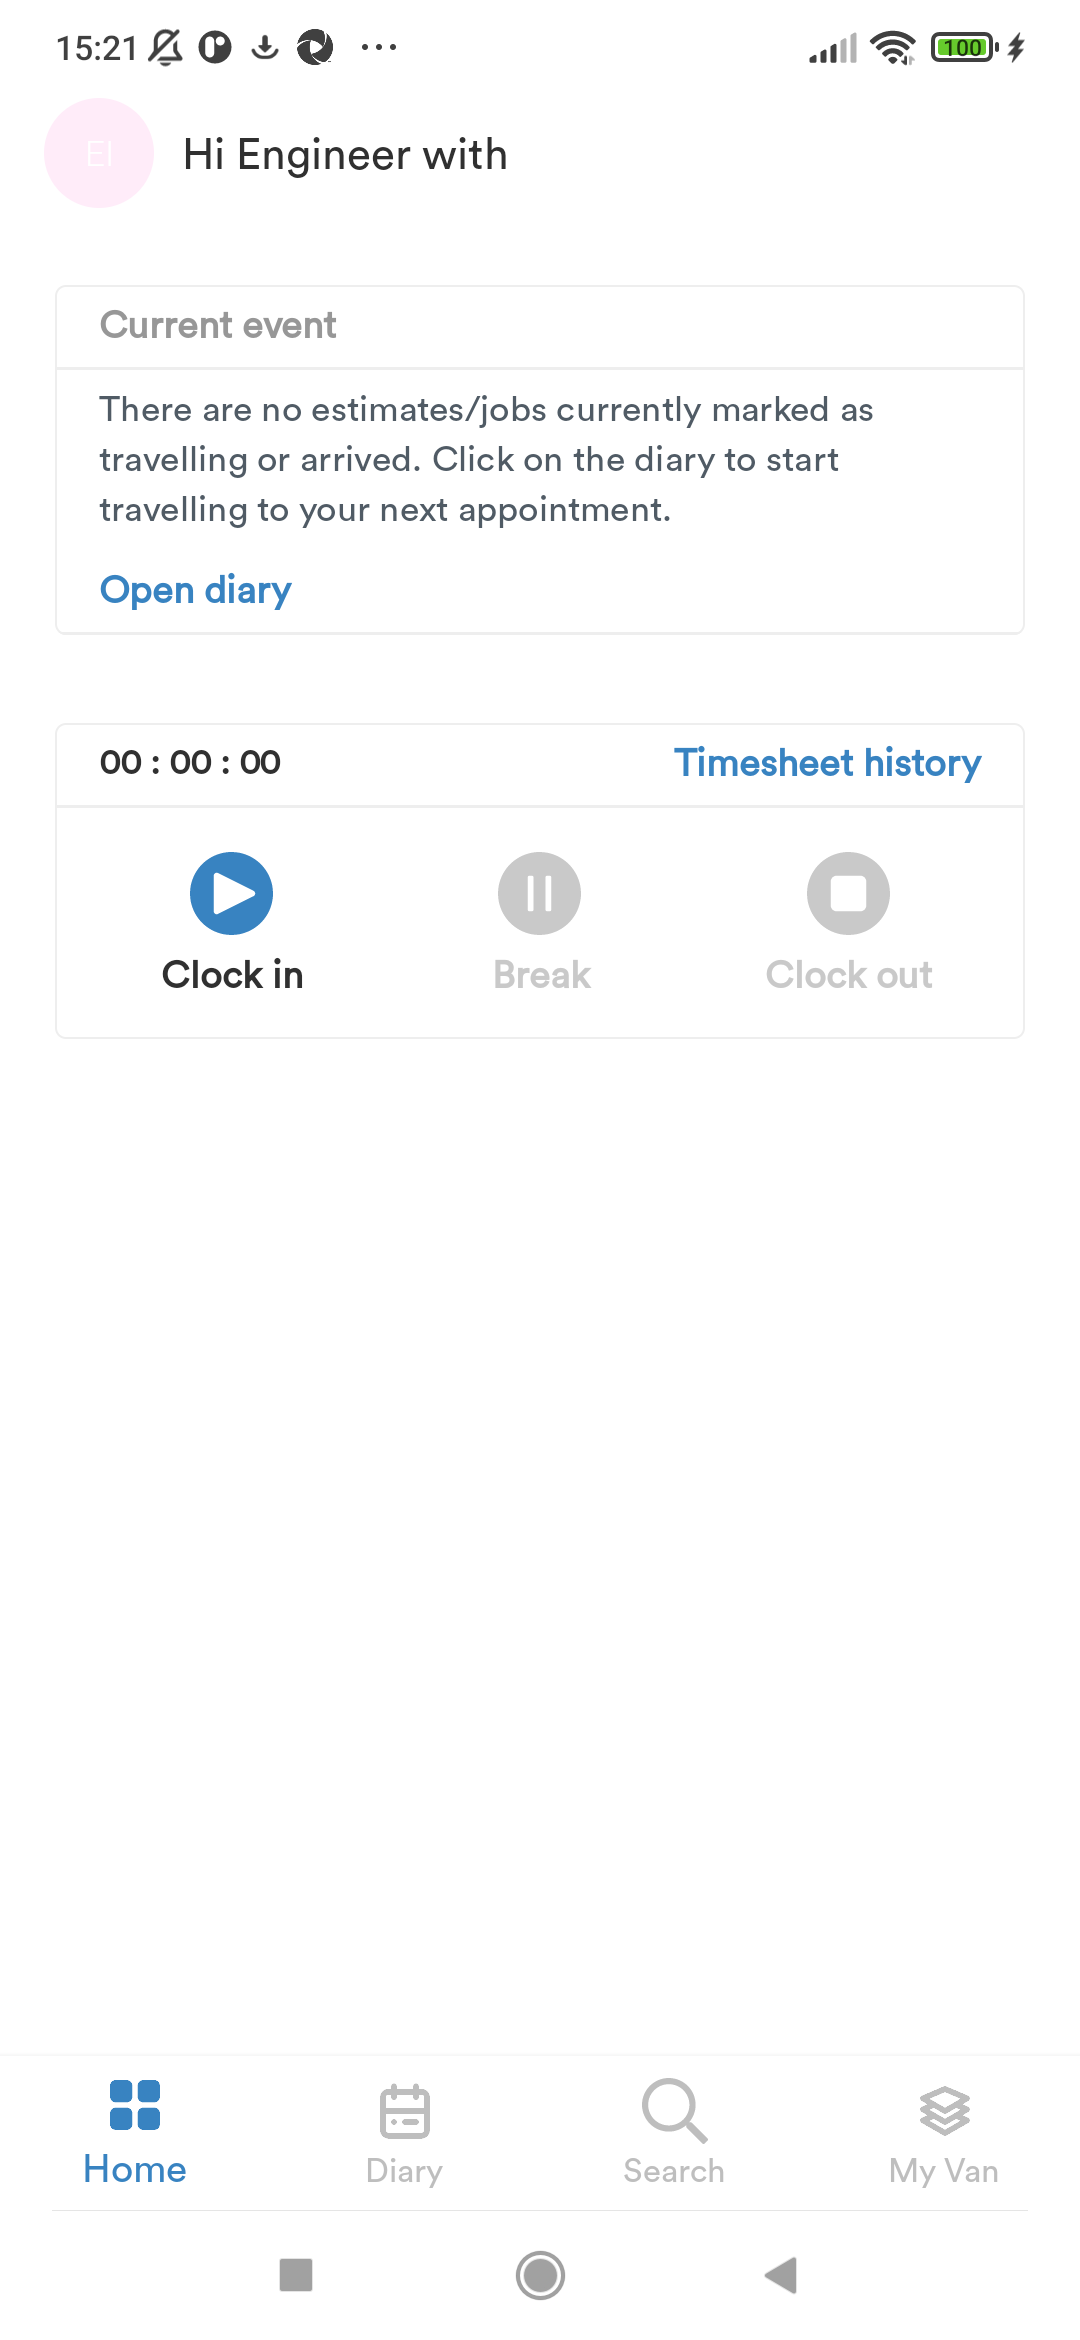 15:21
100
EI
Hi Engineer with
Current event
There are no estimates/jobs currently marked as
travelling or arrived. Click on the diary to start
travelling to your next appointment.
Open diary
00 : 00 : 00
Timesheet history
Clock in
Break
Clock out
Home
Diary
Search
My Van